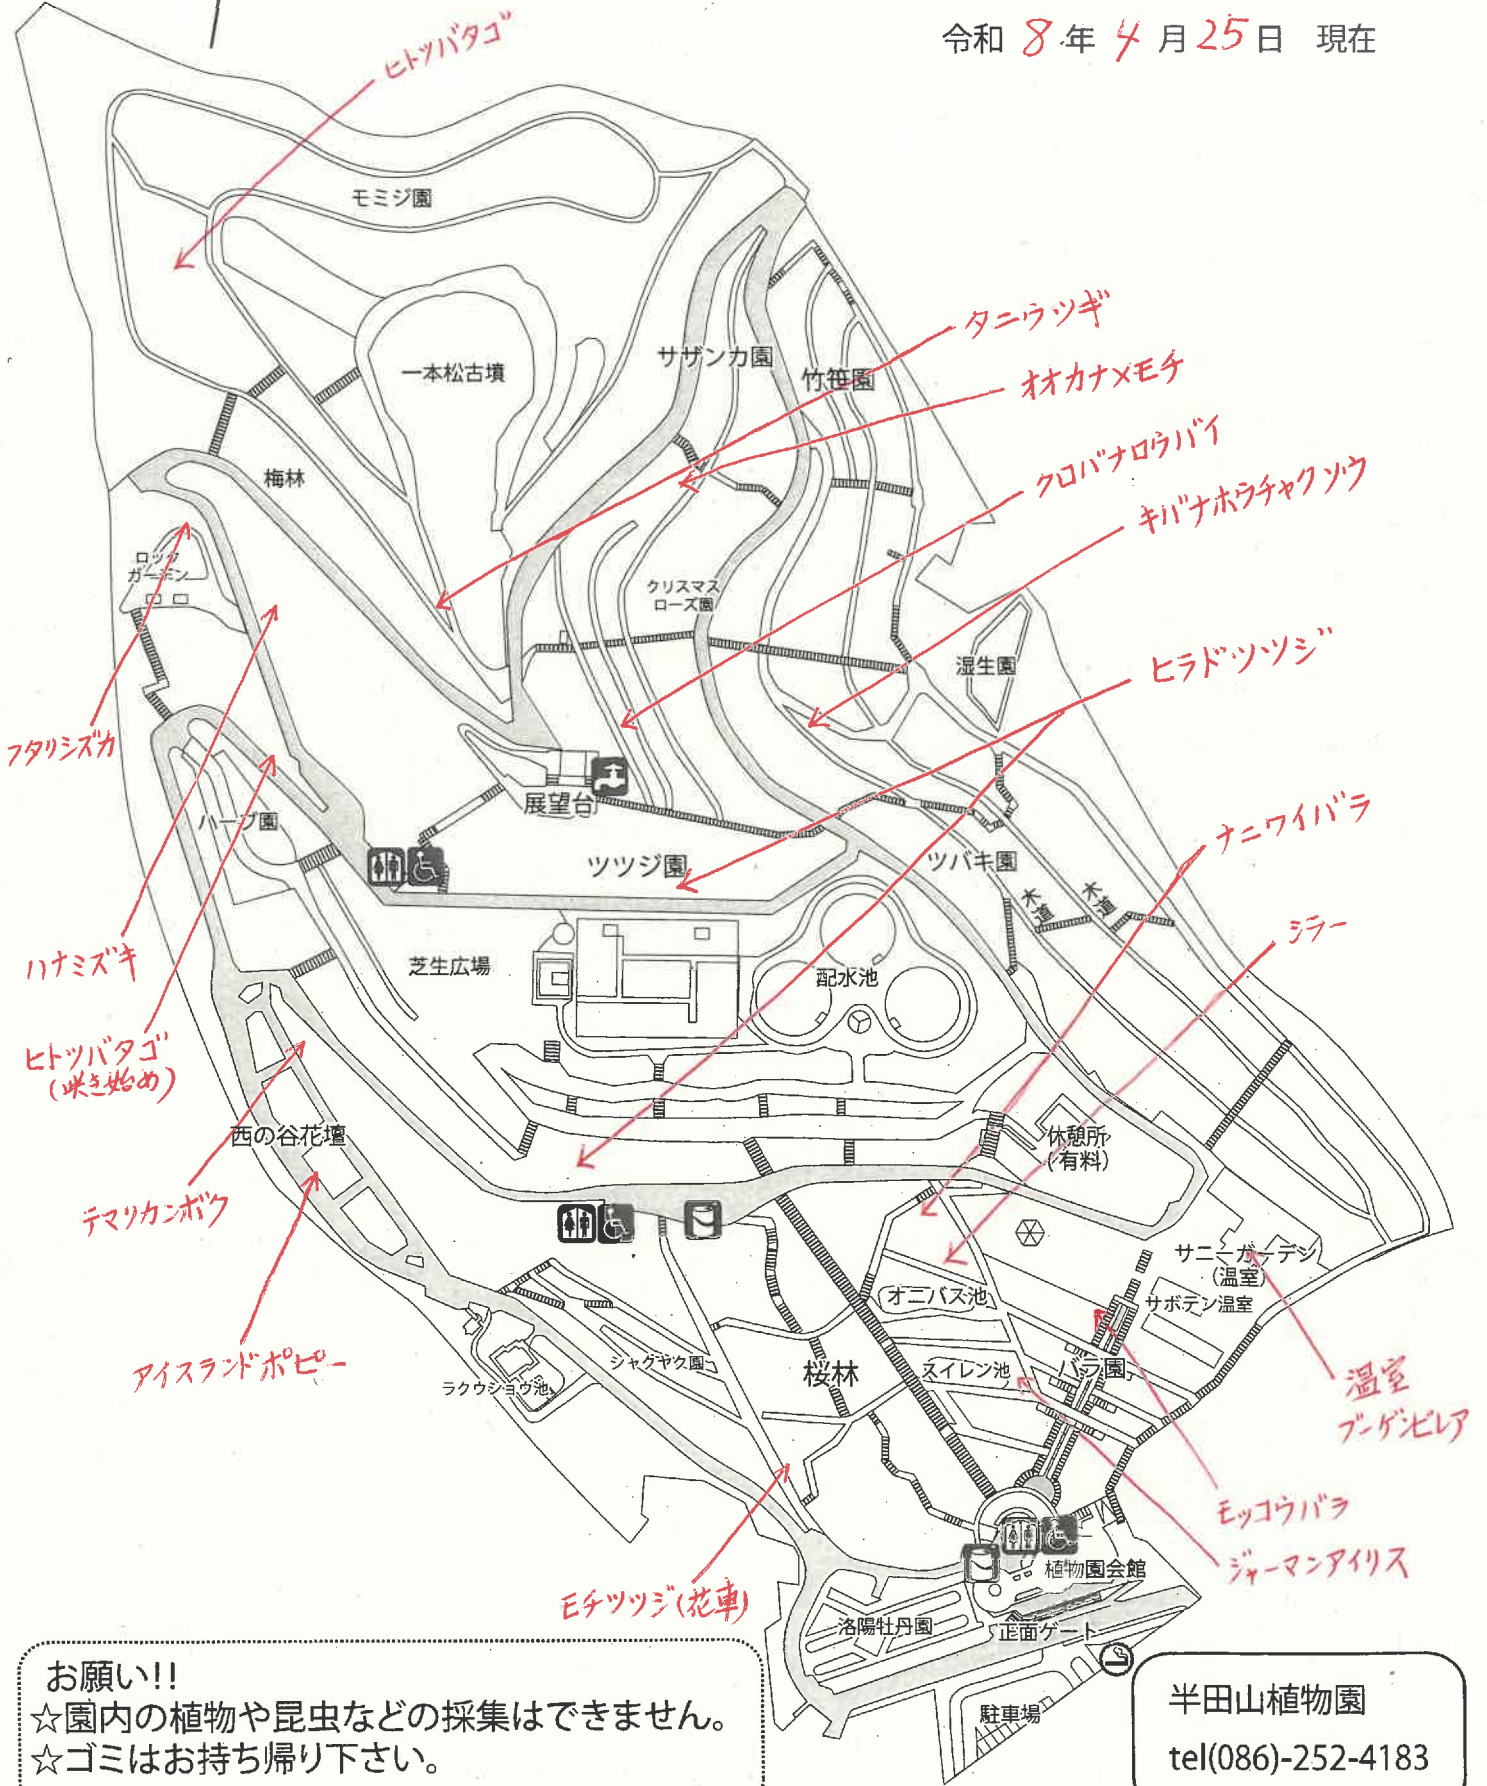 令和 8 年 4 月 25 日 現在
ヒトツバタゴ
モミジ園
タニウツギ
サザンカ園
一本松古墳
竹笹園
オオカナメモチ
クロバナロウバイ
梅林
キバナホウチャクソウ
ロック
ガーデン
クリスマス
ローズ園
湿生園
ヒラドツツジ
フタリシズカ
展望台
ハーブ園
ナニワイバラ
ツツジ園
ツバキ園
木道
木道
シラー
ハナミズキ
芝生広場
配水池
ヒトツバタゴ
(咲き始め)
西の谷花壇
休憩所
(有料)
テマリカンボク
サニーガーデン
(温室)
オニバス池
サボテン温室
アイスランドポピー
シャクヤク園
桜林
スイレン池
バラ園
ラクウショウ池
温室
ブーゲンビレア
モッコウバラ
ジャーマンアイリス
植物園会館
モチツツジ(花車)
洛陽牡丹園
正面ゲート
駐車場
お願い!!
☆園内の植物や昆虫などの採集はできません。
☆ゴミはお持ち帰り下さい。
半田山植物園
tel(086)-252-4183